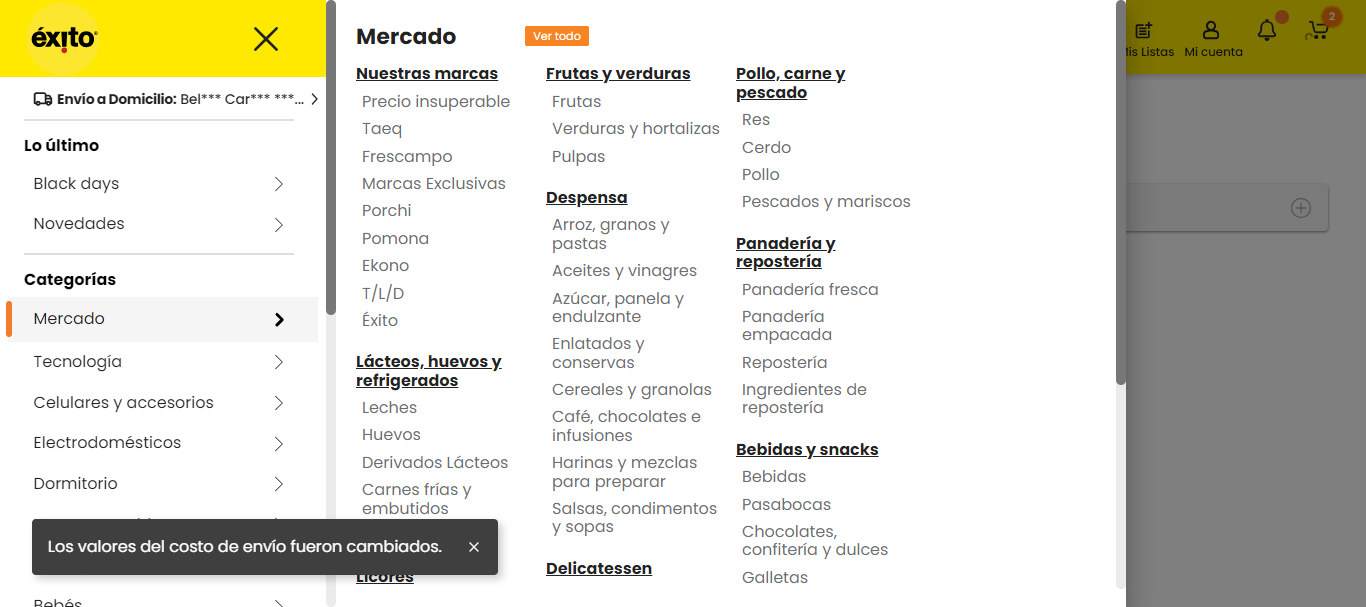 éxito
Envío a Domicilio: Bel*** Car*** ***...
Lo último
Black days
Novedades
Categorías
Mercado
Tecnología
Celulares y accesorios
Electrodomésticos
Dormitorio
Bebés
Los valores del costo de envío fueron cambiados.
Mercado
Ver todo
Nuestras marcas
Precio insuperable
Taeq
Frescampo
Marcas Exclusivas
Porchi
Pomona
Ekono
T/L/D
Éxito
Lácteos, huevos y
refrigerados
Leches
Huevos
Derivados Lácteos
Carnes frías y
embutidos
Licores
Frutas y verduras
Frutas
Verduras y hortalizas
Pulpas
Despensa
Arroz, granos y
pastas
Aceites y vinagres
Azúcar, panela y
endulzante
Enlatados y
conservas
Cereales y granolas
Café, chocolates e
infusiones
Harinas y mezclas
para preparar
Salsas, condimentos
y sopas
Delicatessen
Pollo, carne y
pescado
Res
Cerdo
Pollo
Pescados y mariscos
Panadería y
repostería
Panadería fresca
Panadería
empacada
Repostería
Ingredientes de
repostería
Bebidas y snacks
Bebidas
Pasabocas
Chocolates,
confitería y dulces
Galletas
Mis Listas
Mi cuenta
2